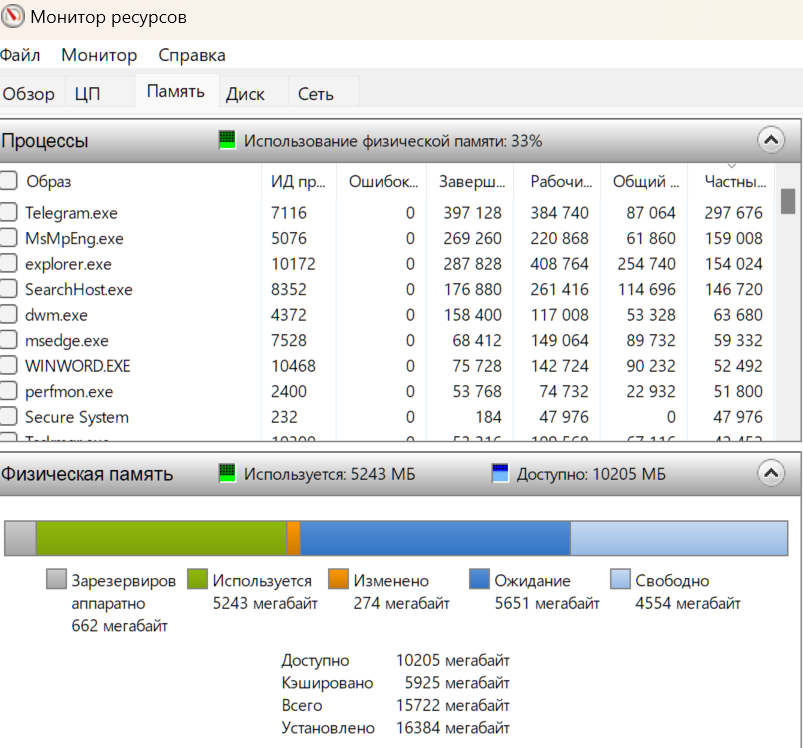 Монитор ресурсов
Файл Монитор Справка
Обзор ЦП Память Диск Сеть
Процессы Использование физической памяти: 33%
Образ ИД пр... Ошибок... Заверш... Рабочи... Общий ... Частны...
Telegram.exe 7116 0 397 128 384 740 87 064 297 676
MsMpEng.exe 5076 0 269 260 220 868 61 860 159 008
explorer.exe 10172 0 287 828 408 764 254 740 154 024
SearchHost.exe 8352 0 176 880 261 416 114 696 146 720
dwm.exe 4372 0 158 400 117 008 53 328 63 680
msedge.exe 7528 0 68 412 149 064 89 732 59 332
WINWORD.EXE 10468 0 75 728 142 724 90 232 52 492
perfmon.exe 2400 0 53 768 74 732 22 932 51 800
Secure System 232 0 184 47 976 0 47 976
Физическая память Используется: 5243 МБ Доступно: 10205 МБ
Зарезервиров Используется Изменено Ожидание Свободно
аппаратно 5243 мегабайт 274 мегабайт 5651 мегабайт 4554 мегабайт
662 мегабайт
Доступно 10205 мегабайт
Кэшировано 5925 мегабайт
Всего 15722 мегабайт
Установлено 16384 мегабайт